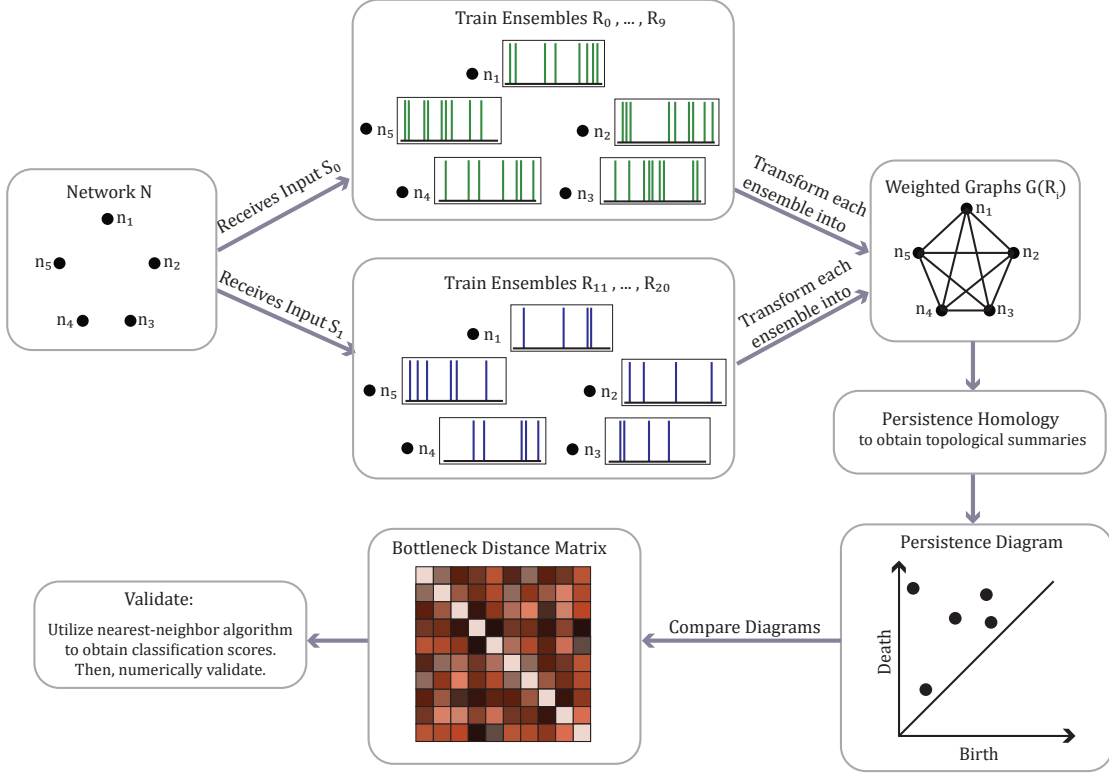 Network N
n₁
n₅
n₂
n₄
n₃
Receives Input S₀
Receives Input S₁
Train Ensembles R₀ , ... , R₉
n₁
n₅
n₂
n₄
n₃
Train Ensembles R₁₁ , ... , R₂₀
n₁
n₅
n₂
n₄
n₃
Transform each
ensemble into
Transform each
ensemble into
Weighted Graphs G(Rᵢ)
n₁
n₅
n₂
n₄
n₃
Persistence Homology
to obtain topological summaries
Persistence Diagram
Death
Birth
Compare Diagrams
Bottleneck Distance Matrix
Validate:
Utilize nearest-neighbor algorithm
to obtain classification scores.
Then, numerically validate.